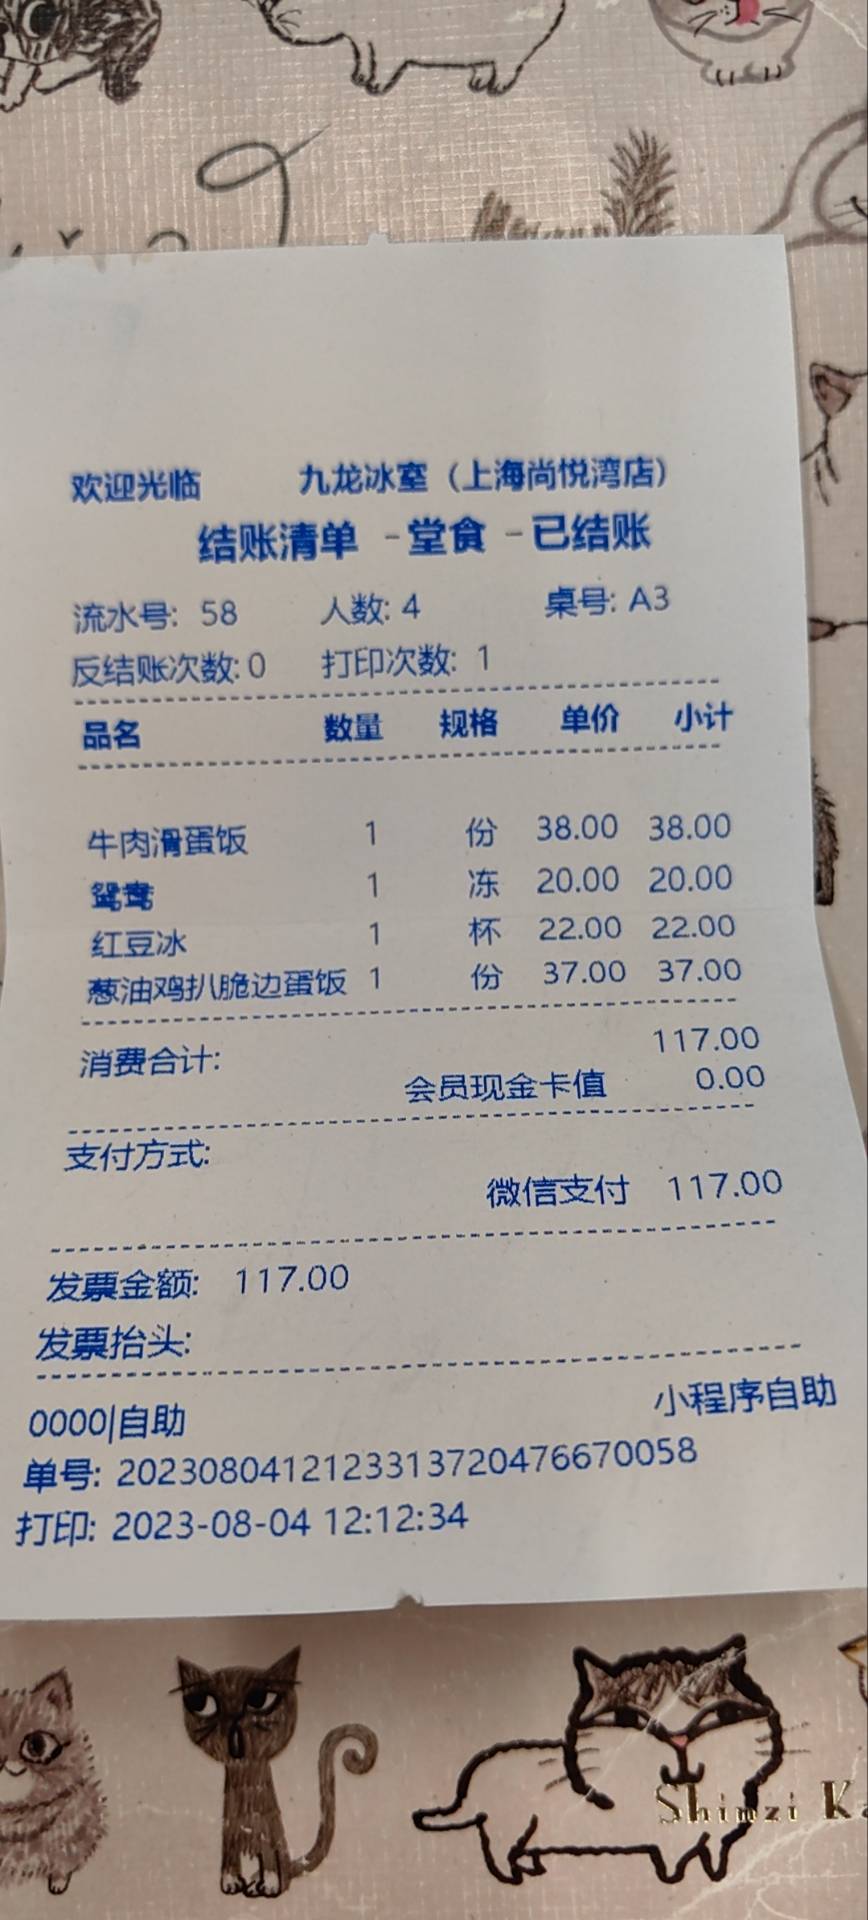 欢迎光临 九龙冰室（上海尚悦湾店）
结账清单 -堂食 -已结账
流水号: 58 人数: 4 桌号: A3
反结账次数: 0 打印次数: 1
品名 数量 规格 单价 小计
牛肉滑蛋饭 1 份 38.00 38.00
鸳鸯 1 冻 20.00 20.00
红豆冰 1 杯 22.00 22.00
葱油鸡扒脆边蛋饭 1 份 37.00 37.00
消费合计: 117.00
会员现金卡值 0.00
支付方式:
微信支付 117.00
发票金额: 117.00
发票抬头:
0000|自助 小程序自助
单号: 2023080412123313720476670058
打印: 2023-08-04 12:12:34
Shinzi